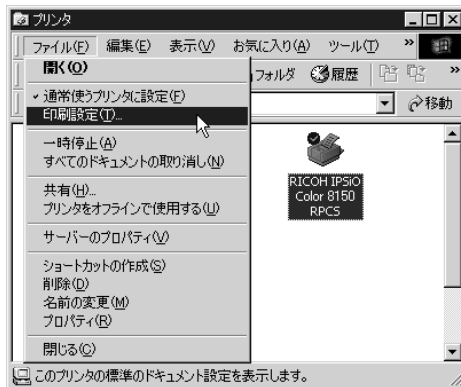 プリンタ
ファイル(F) 編集(E) 表示(V) お気に入り(A) ツール(T) »
開く(O)
フォルダ 履歴 »
通常使うプリンタに設定(F)
移動
印刷設定(T)...
一時停止(A)
すべてのドキュメントの取り消し(N)
共有(H)...
プリンタをオフラインで使用する(U)
サーバーのプロパティ(V)
ショートカットの作成(S)
削除(D)
名前の変更(M)
プロパティ(R)
閉じる(C)
RICOH IPSiO
Color 8150
RPCS
このプリンタの標準のドキュメント設定を表示します。